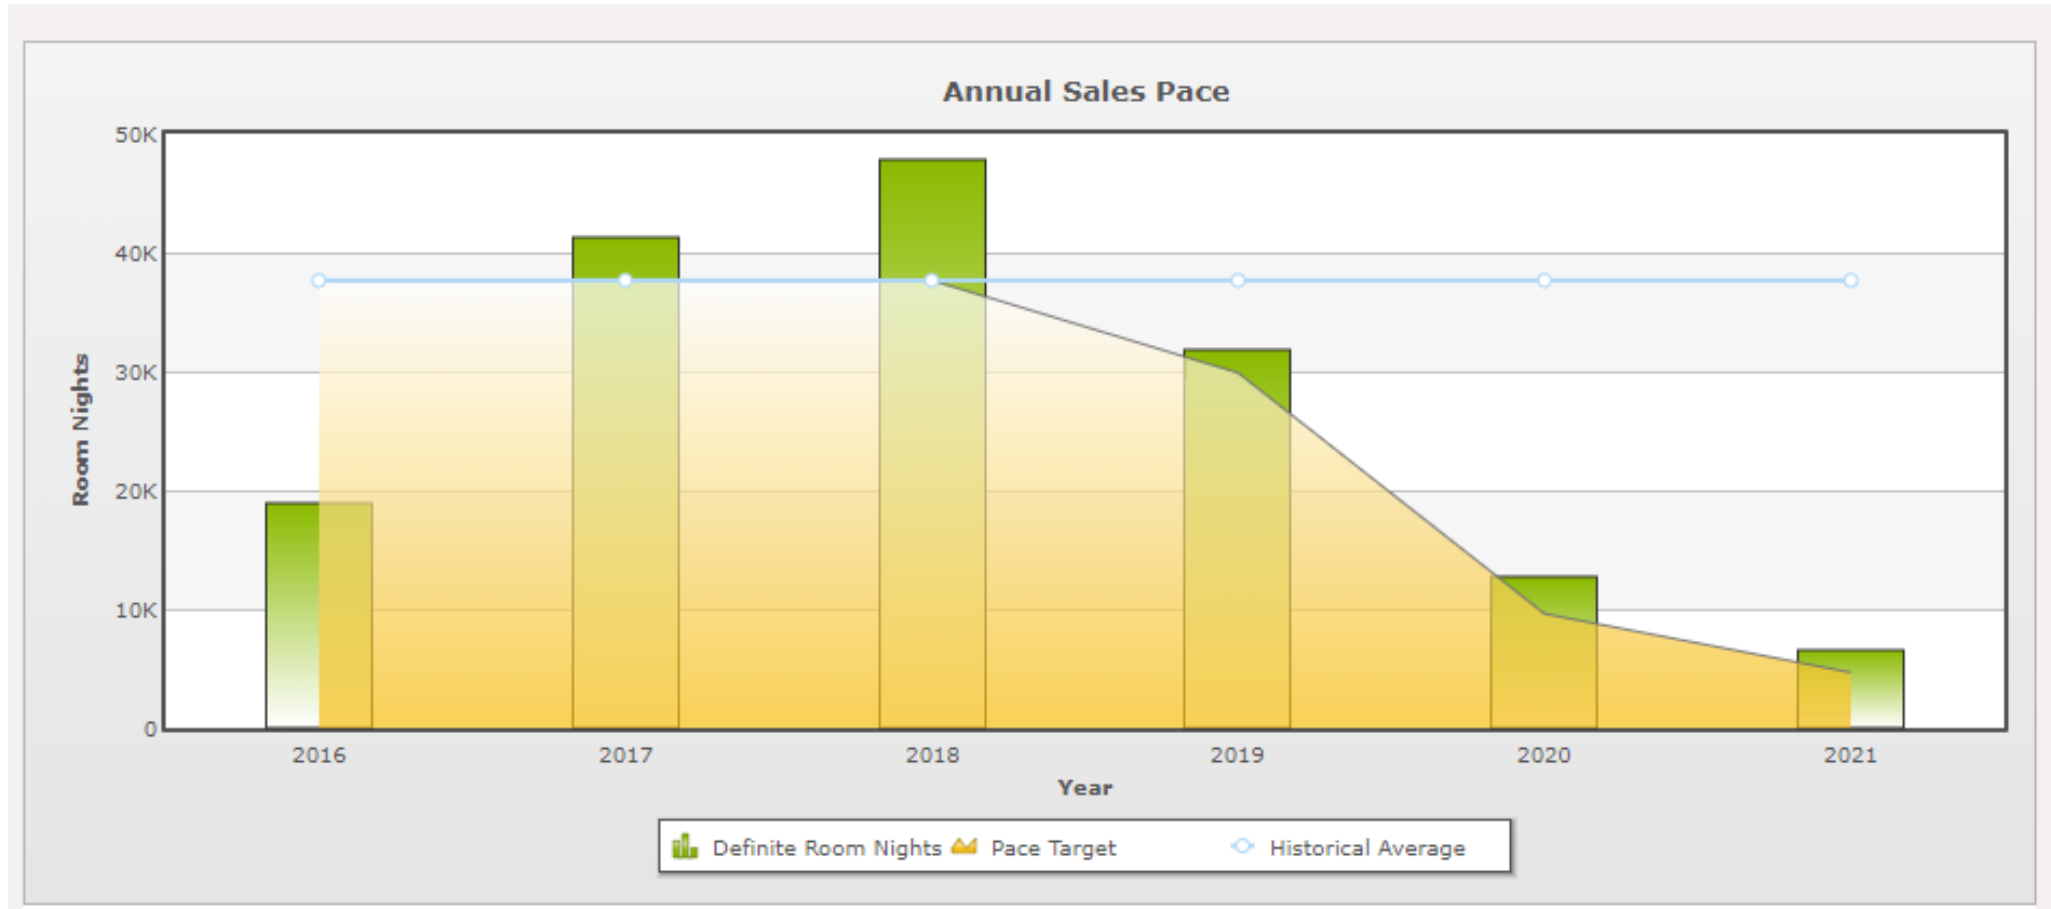 Annual Sales Pace
50K
40K
30K
20K
10K
0
Room Nights
2016 2017 2018 2019 2020 2021
Year
Definite Room Nights Pace Target Historical Average